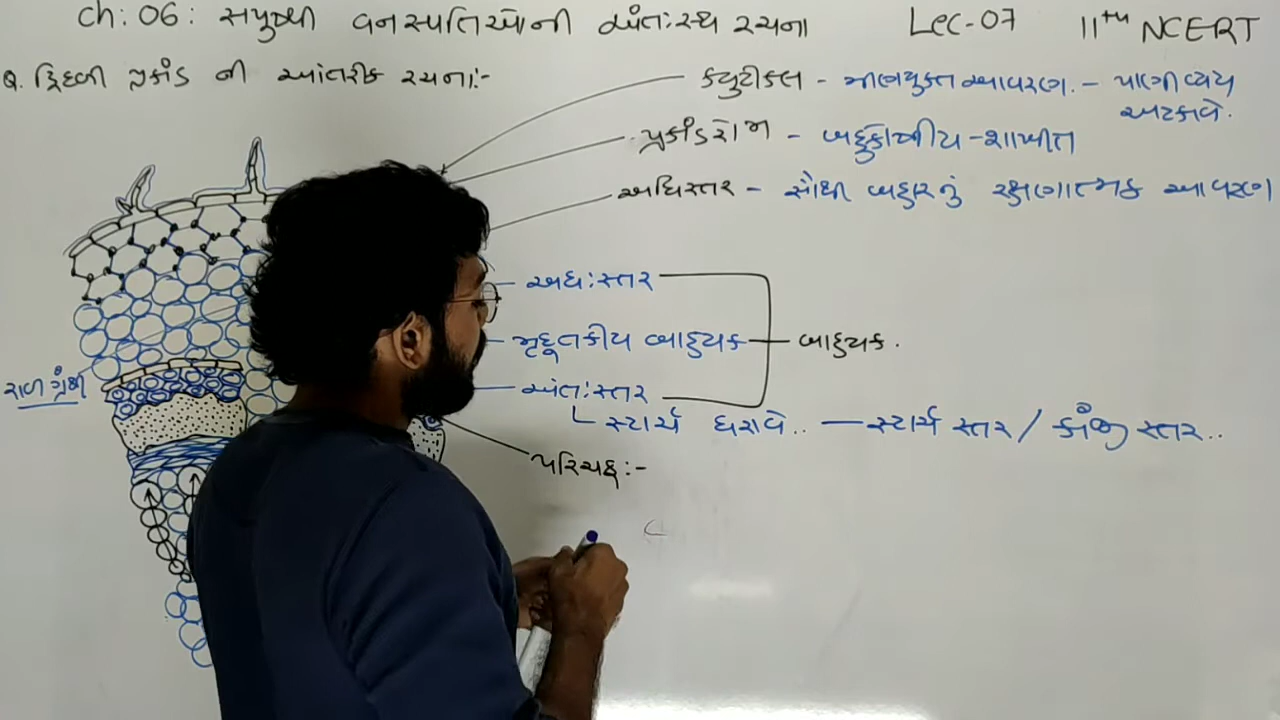 Ch: 06: સપુષ્પી વનસ્પતિઓની અંતઃસ્થ રચના Lec-07 11th NCERT
Q. દ્વિદળી પ્રકાંડ ની આંતરીક રચનાઃ-
ક્યુટીકલ - મીણયુક્ત આવરણ. - પાણી વ્યય
અટકાવે.
પ્રકાંડરોમ - બહુકોષીય - શાખીત
અધિસ્તર - સૌથી બહારનું રક્ષણાત્મક આવરણ
અધઃસ્તર
મૃદૂતકીય બાહ્યક - બાહ્યક.
રાળ ગ્રંથી
અંતઃસ્તર
સ્ટાર્ચ ધરાવે.. - સ્ટાર્ચ સ્તર / કાંજી સ્તર..
પરિચક્રઃ-